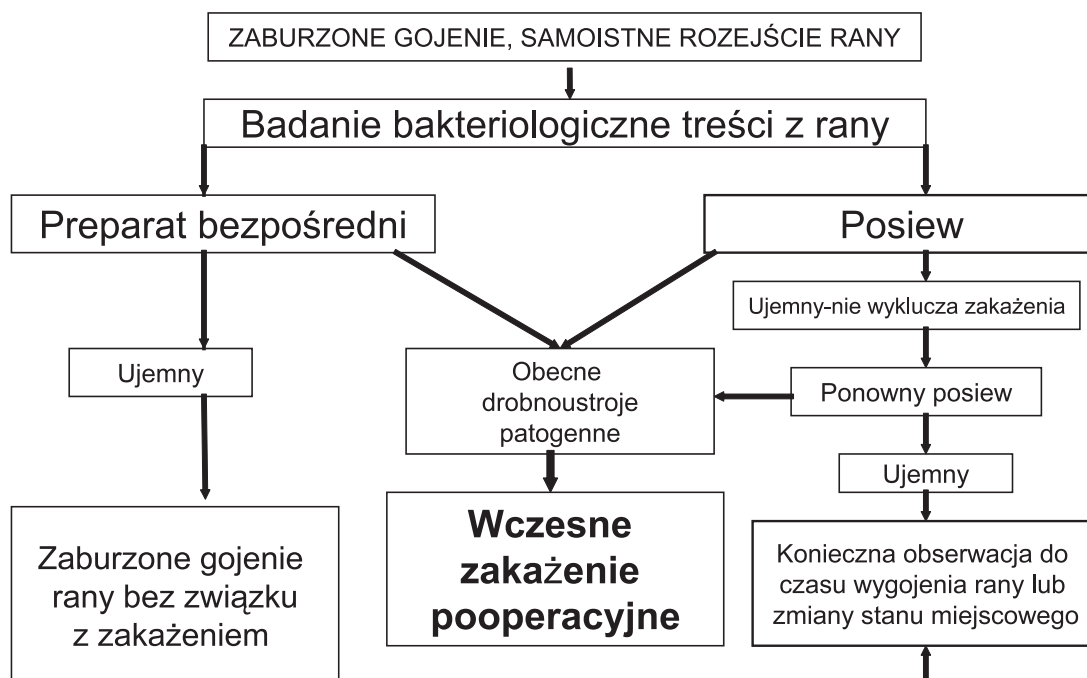 ZABURZONE GOJENIE, SAMOISTNE ROZEJŚCIE RANY
Badanie bakteriologiczne treści z rany
Preparat bezpośredni
Posiew
Ujemny-nie wyklucza zakażenia
Ujemny
Obecne
drobnoustroje
patogenne
Ponowny posiew
Ujemny
Zaburzone gojenie
rany bez związku
z zakażeniem
Wczesne
zakażenie
pooperacyjne
Konieczna obserwacja do
czasu wygojenia rany lub
zmiany stanu miejscowego